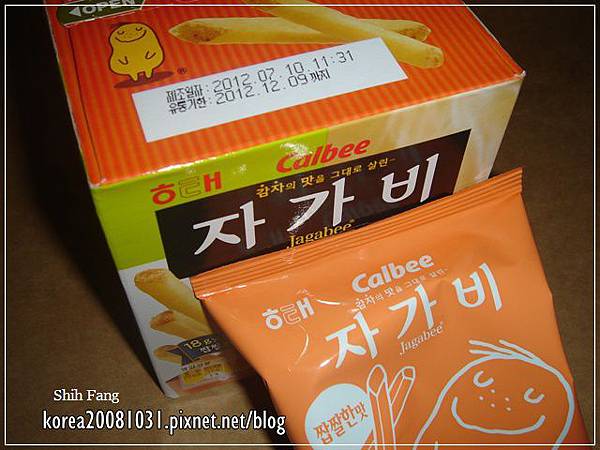 OPEN
제조일자: 2012.07.10, 11:31
유통기한: 2012.12.09까지
Calbee
해태
감자의 맛을 그대로 살린~
자가비
Jagabee
18g
Calbee
해태
감자의 맛을 그대로 살린~
자가비
Jagabee
짭짤한맛
Shih Fang
korea20081031.pixnet.net/blog